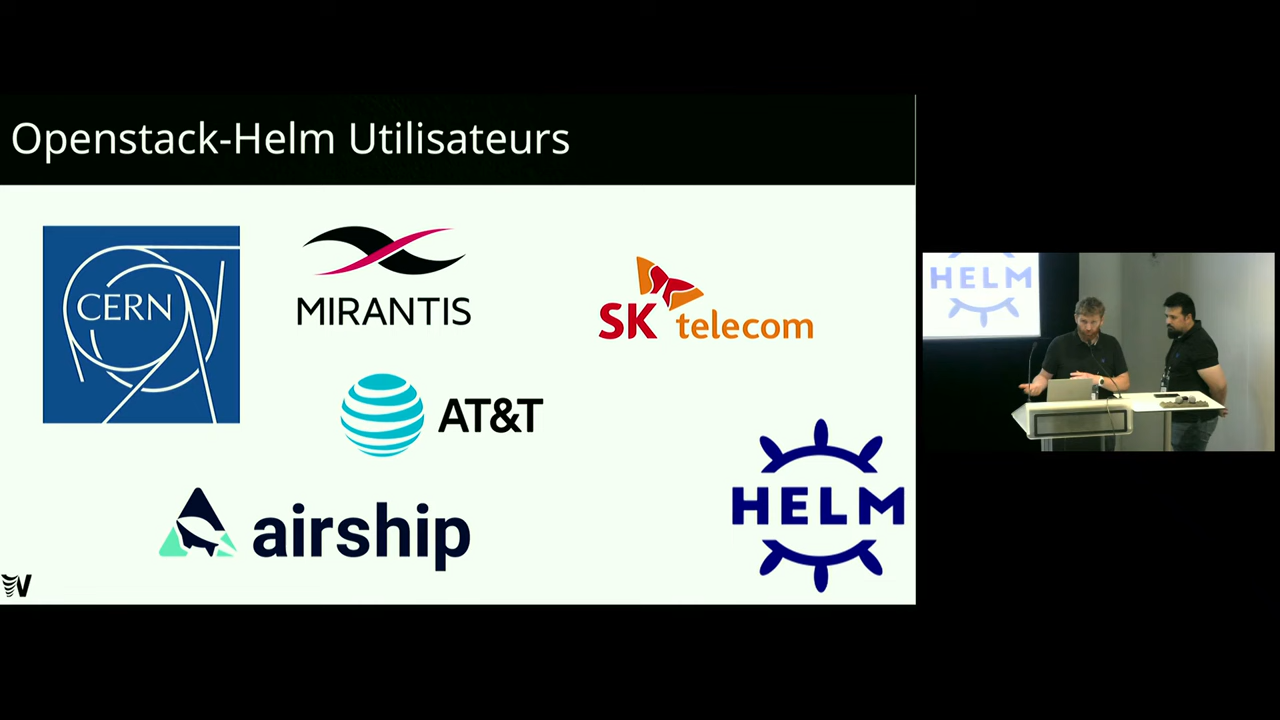 Openstack-Helm Utilisateurs
CERN
MIRANTIS
SK telecom
AT&T
airship
HELM
V
HELM